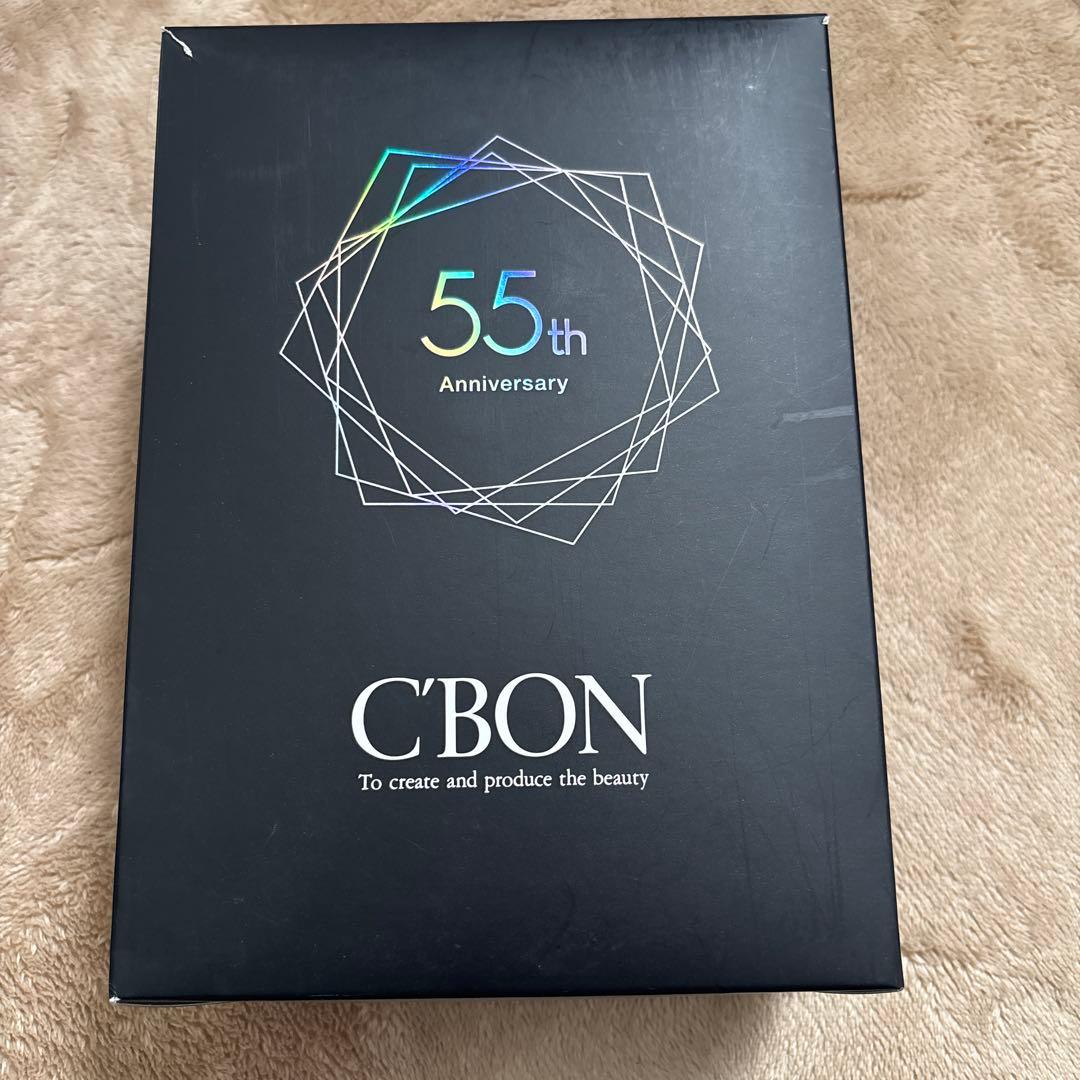 55th
Anniversary
C'BON
To create and produce the beauty